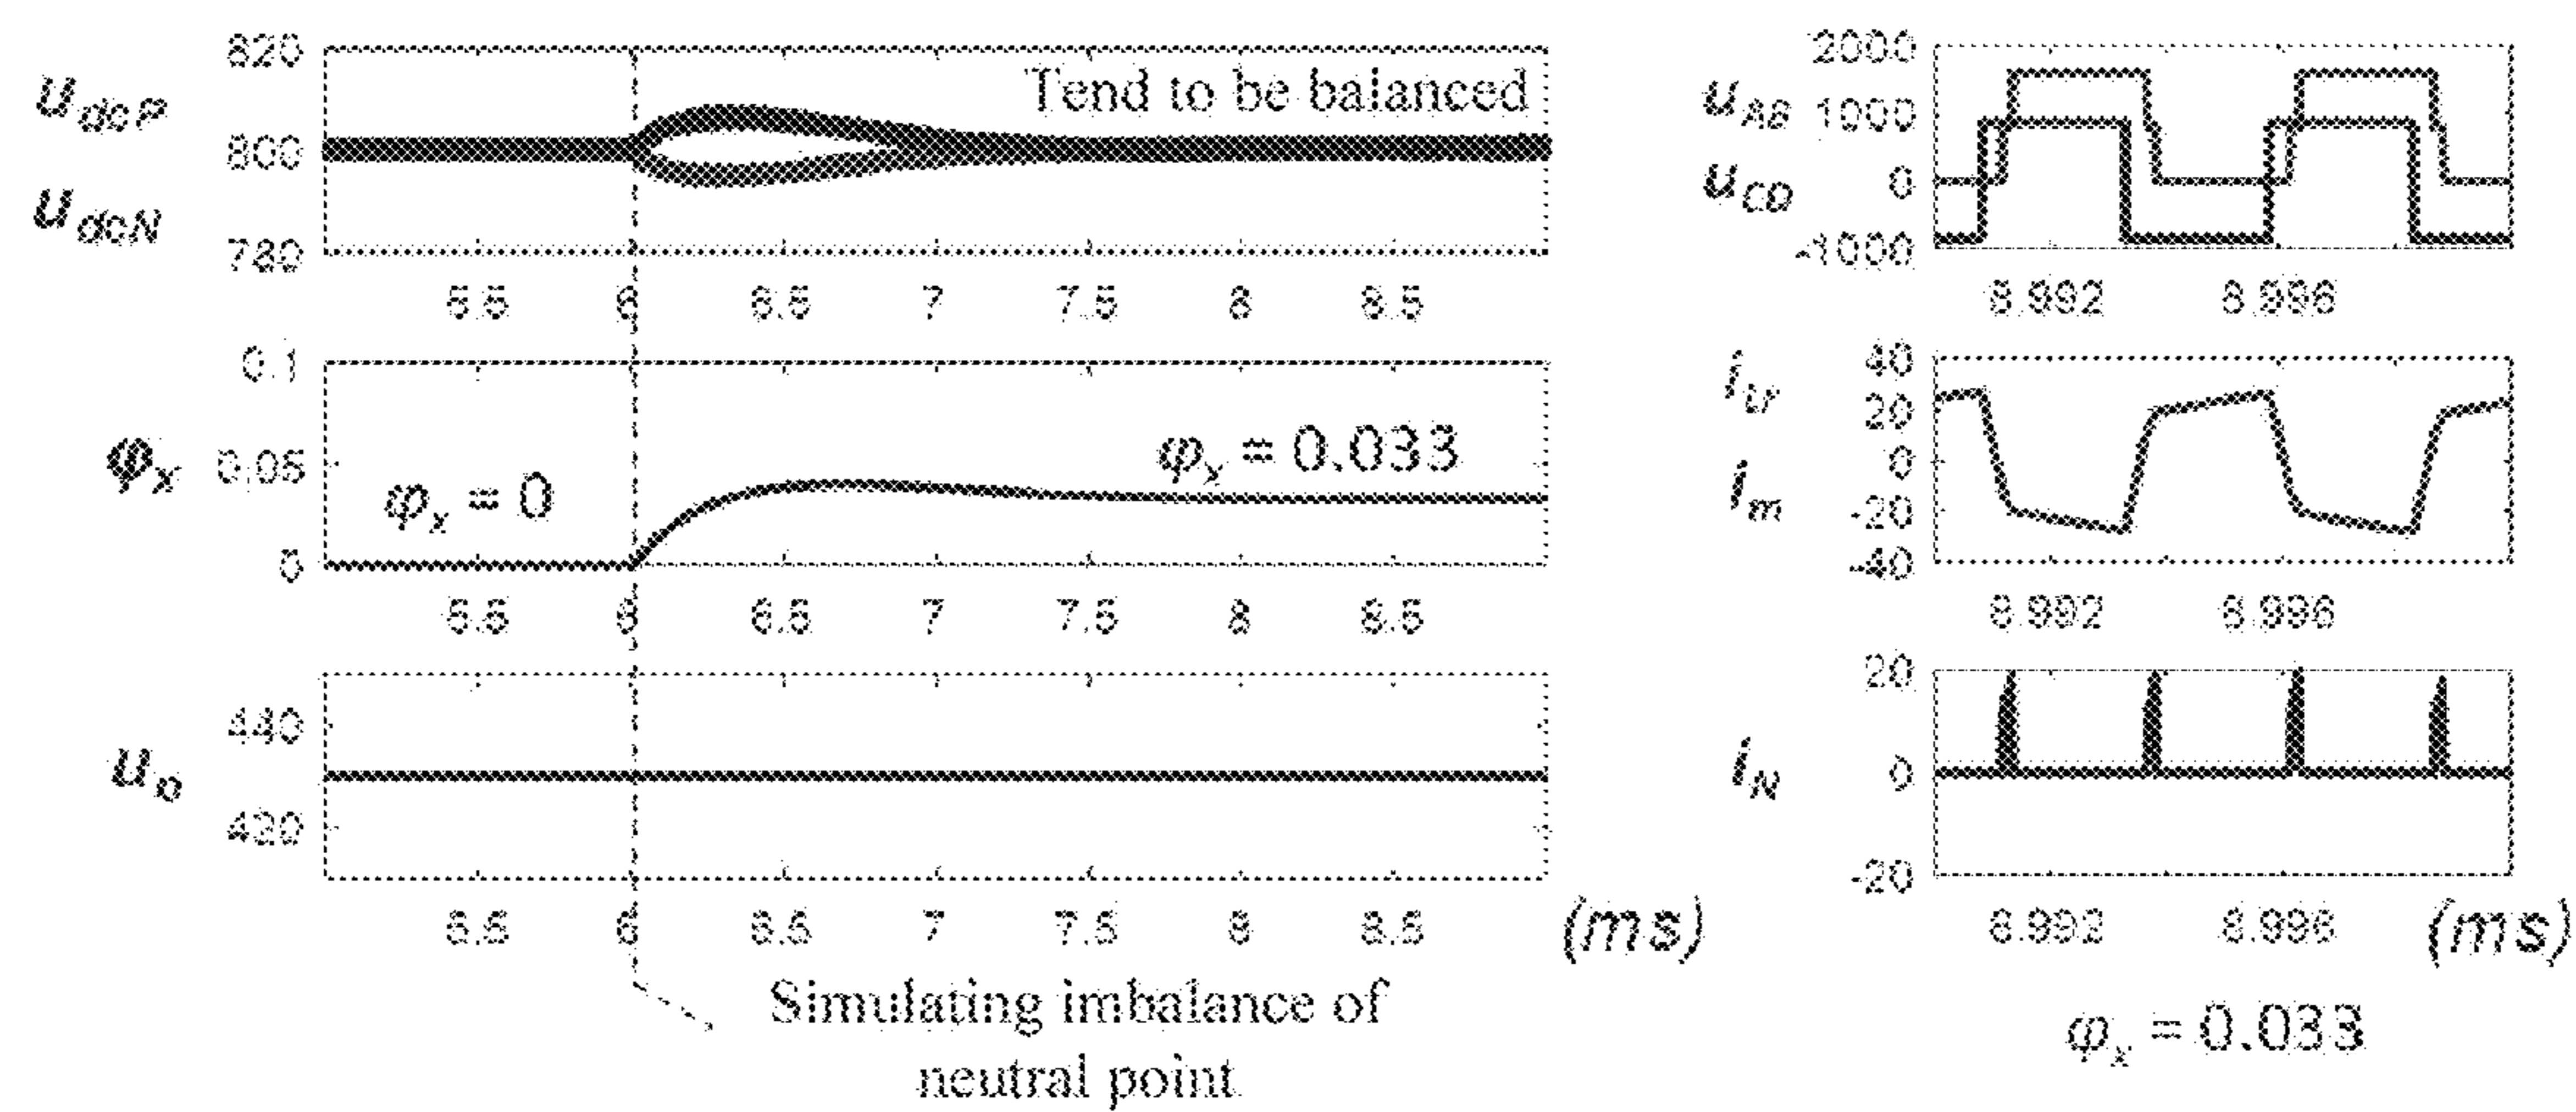 820
u_dcP
800
u_dcN
780
Tend to be balanced
5.5 6 6.5 7 7.5 8 8.5
0.1
φ_x 0.05
0
φ_x = 0
φ_x = 0.033
5.5 6 6.5 7 7.5 8 8.5
440
u_o
430
5.5 6 6.5 7 7.5 8 8.5 (ms)
Simulating imbalance of
neutral point
2000
u_AB 1000
u_CD 0
-1000
8.992 8.996
i_Lr 40
20
0
i_m -20
-40
8.992 8.996
20
i_N 0
-20
8.992 8.996 (ms)
φ_x = 0.033